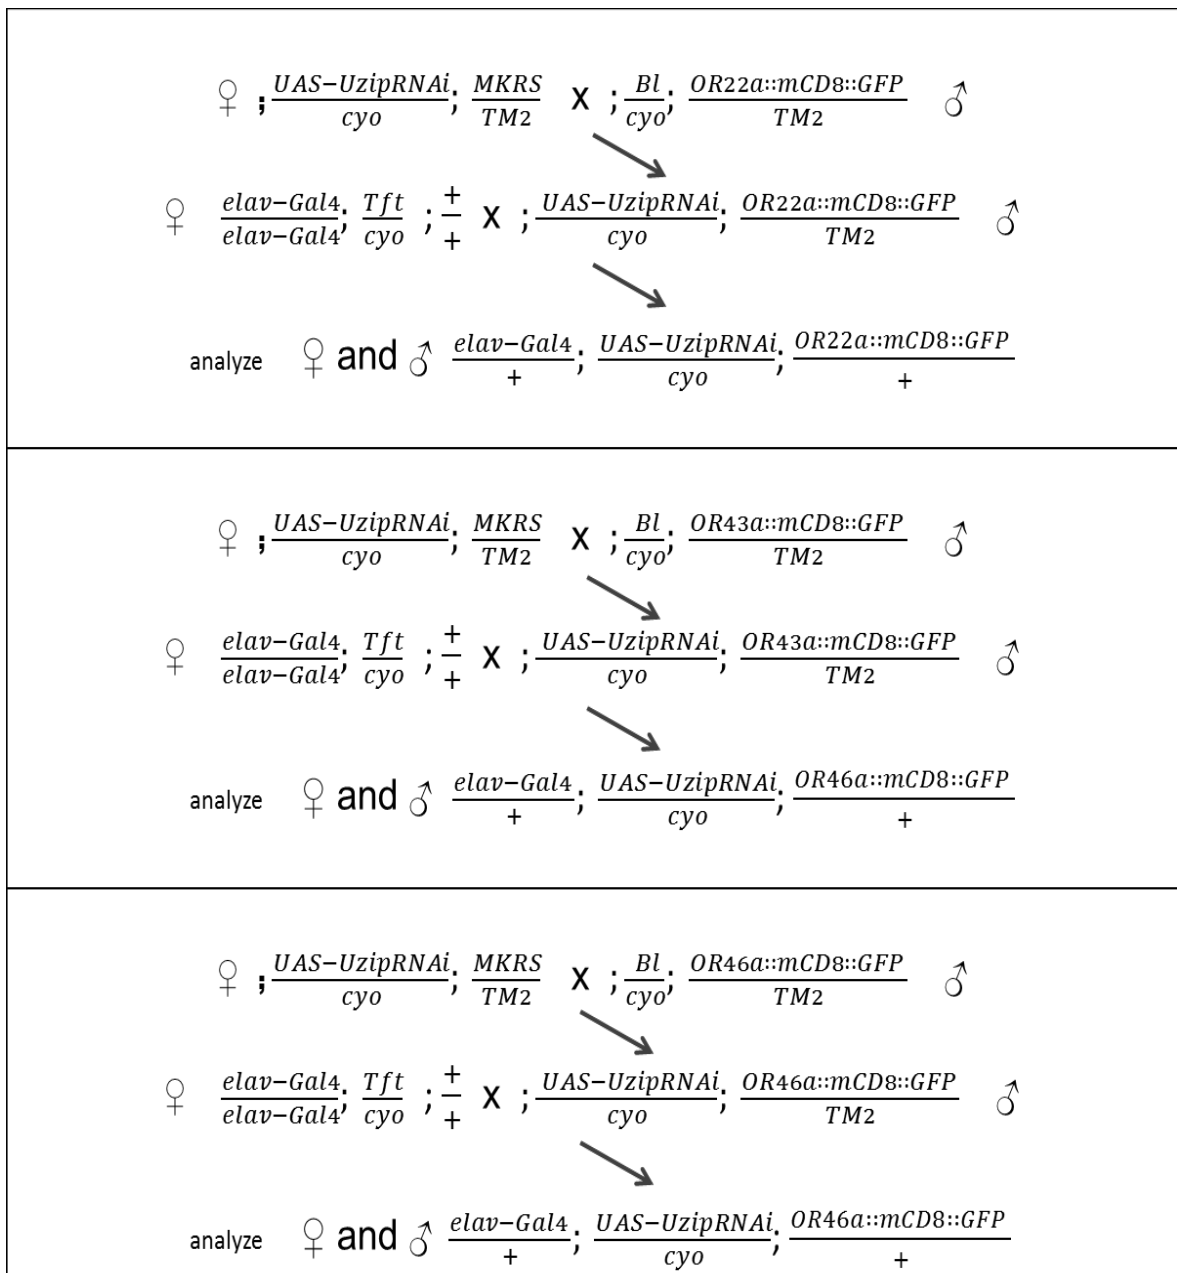 ♀ ; UAS–UzipRNAi/cyo; MKRS/TM2 X ; Bl/cyo; OR22a::mCD8::GFP/TM2 ♂
♀ elav–Gal4/elav–Gal4; Tft/cyo ; +/+ X ; UAS–UzipRNAi/cyo; OR22a::mCD8::GFP/TM2 ♂
analyze ♀ and ♂ elav–Gal4/+; UAS–UzipRNAi/cyo; OR22a::mCD8::GFP/+
♀ ; UAS–UzipRNAi/cyo; MKRS/TM2 X ; Bl/cyo; OR43a::mCD8::GFP/TM2 ♂
♀ elav–Gal4/elav–Gal4; Tft/cyo ; +/+ X ; UAS–UzipRNAi/cyo; OR43a::mCD8::GFP/TM2 ♂
analyze ♀ and ♂ elav–Gal4/+; UAS–UzipRNAi/cyo; OR46a::mCD8::GFP/+
♀ ; UAS–UzipRNAi/cyo; MKRS/TM2 X ; Bl/cyo; OR46a::mCD8::GFP/TM2 ♂
♀ elav–Gal4/elav–Gal4; Tft/cyo ; +/+ X ; UAS–UzipRNAi/cyo; OR46a::mCD8::GFP/TM2 ♂
analyze ♀ and ♂ elav–Gal4/+; UAS–UzipRNAi/cyo; OR46a::mCD8::GFP/+